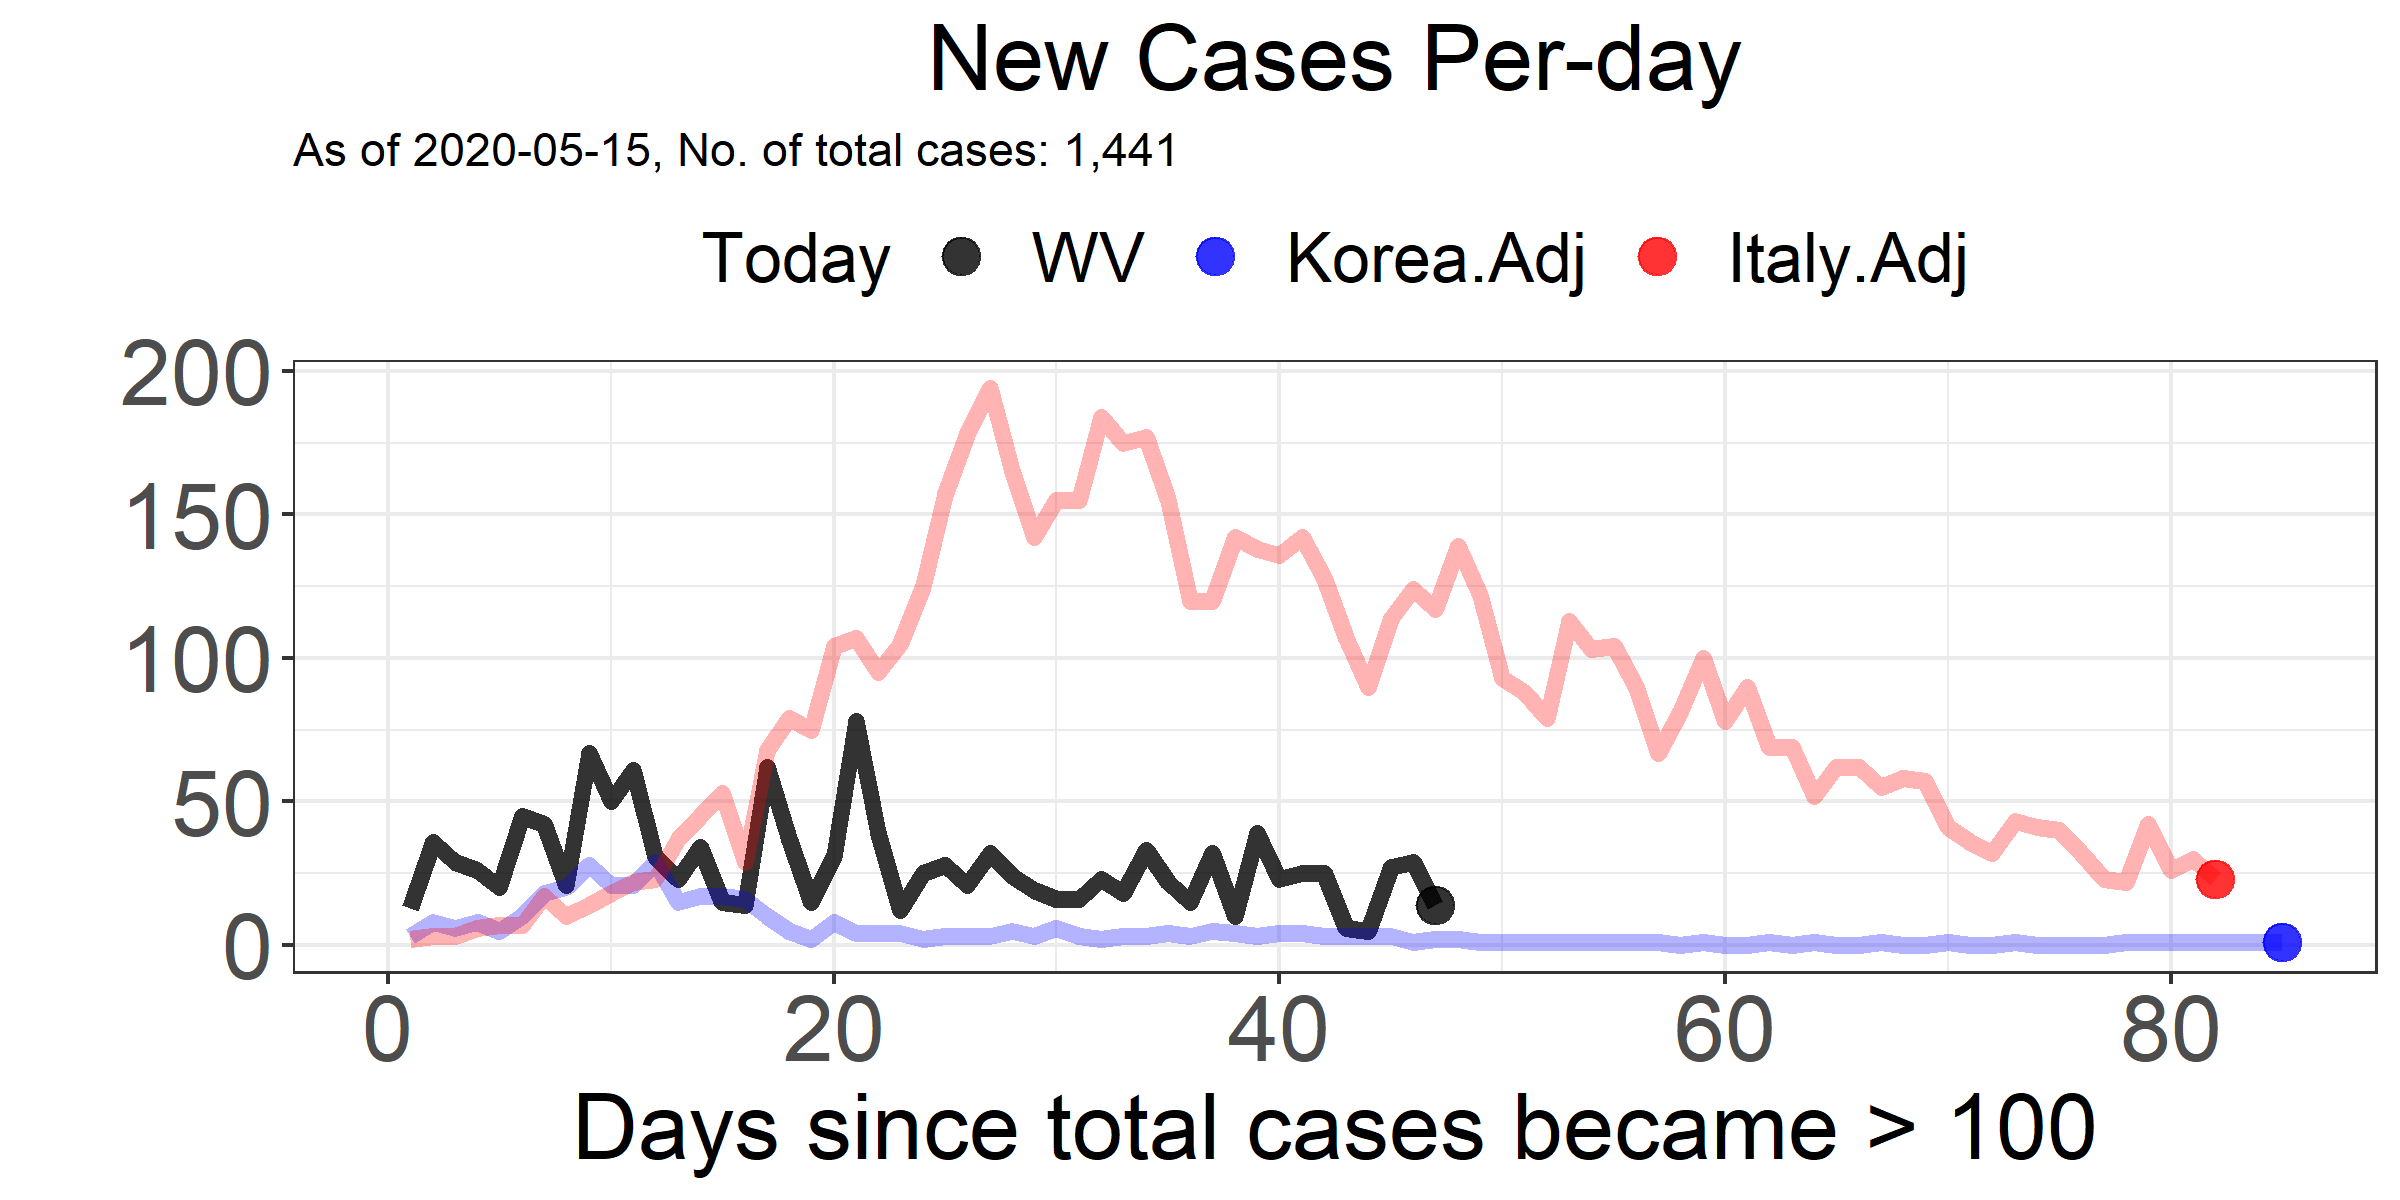 New Cases Per-day
As of 2020-05-15, No. of total cases: 1,441
Today WV Korea.Adj Italy.Adj
200
150
100
50
0
0 20 40 60 80
Days since total cases became > 100